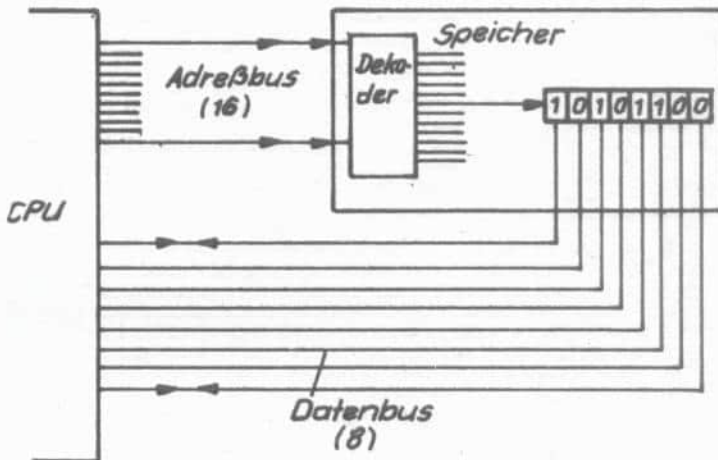 Speicher
Adreßbus
(16)
Deko-
der
1 0 1 0 1 1 0 0
CPU
Datenbus
(8)